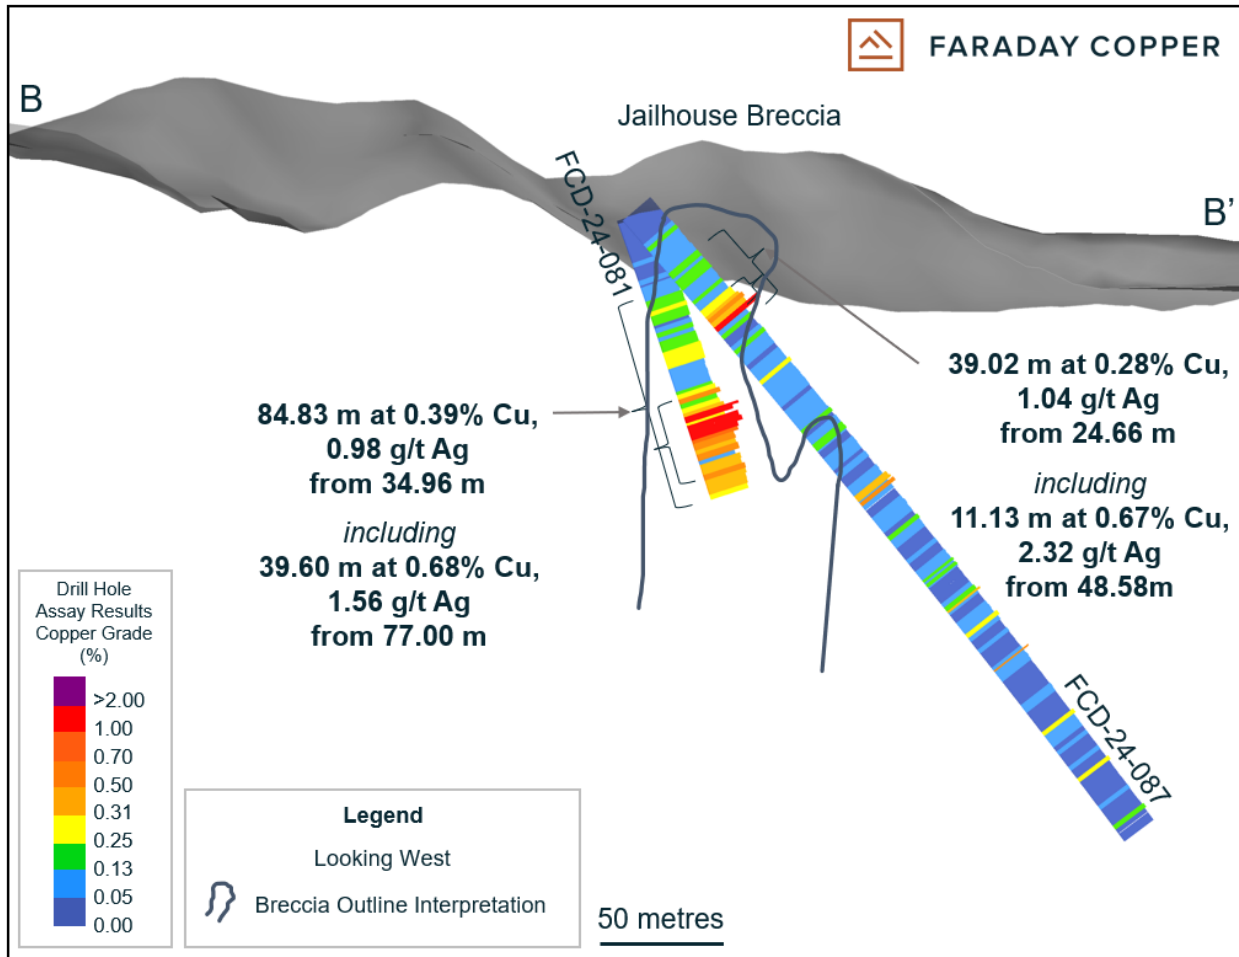 FARADAY COPPER
B
Jailhouse Breccia
B'
FCD-24-081
84.83 m at 0.39% Cu,
0.98 g/t Ag
from 34.96 m
including
39.60 m at 0.68% Cu,
1.56 g/t Ag
from 77.00 m
39.02 m at 0.28% Cu,
1.04 g/t Ag
from 24.66 m
including
11.13 m at 0.67% Cu,
2.32 g/t Ag
from 48.58m
FCD-24-087
Drill Hole
Assay Results
Copper Grade
(%)
>2.00
1.00
0.70
0.50
0.31
0.25
0.13
0.05
0.00
Legend
Looking West
Breccia Outline Interpretation
50 metres